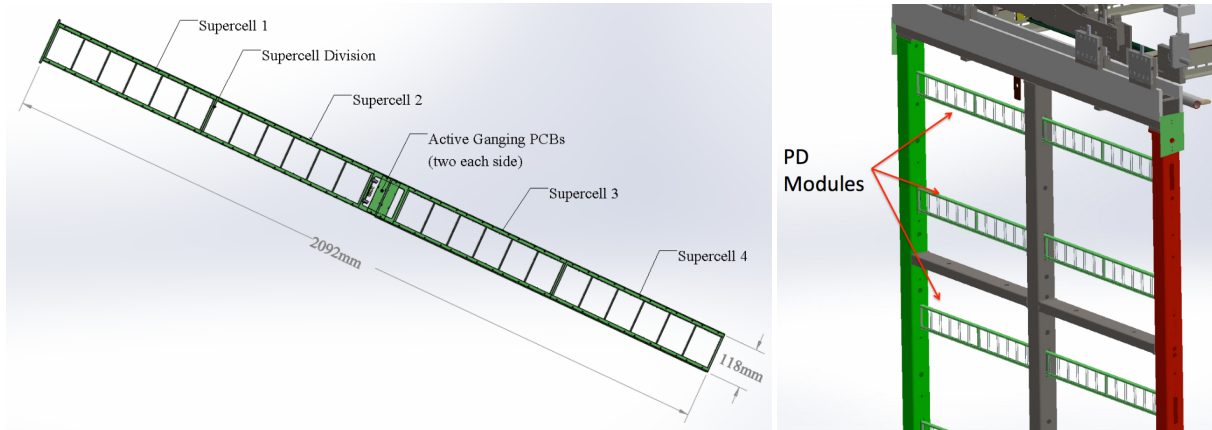 Supercell 1
Supercell Division
Supercell 2
Active Ganging PCBs
(two each side)
Supercell 3
Supercell 4
2092mm
118mm
PD
Modules